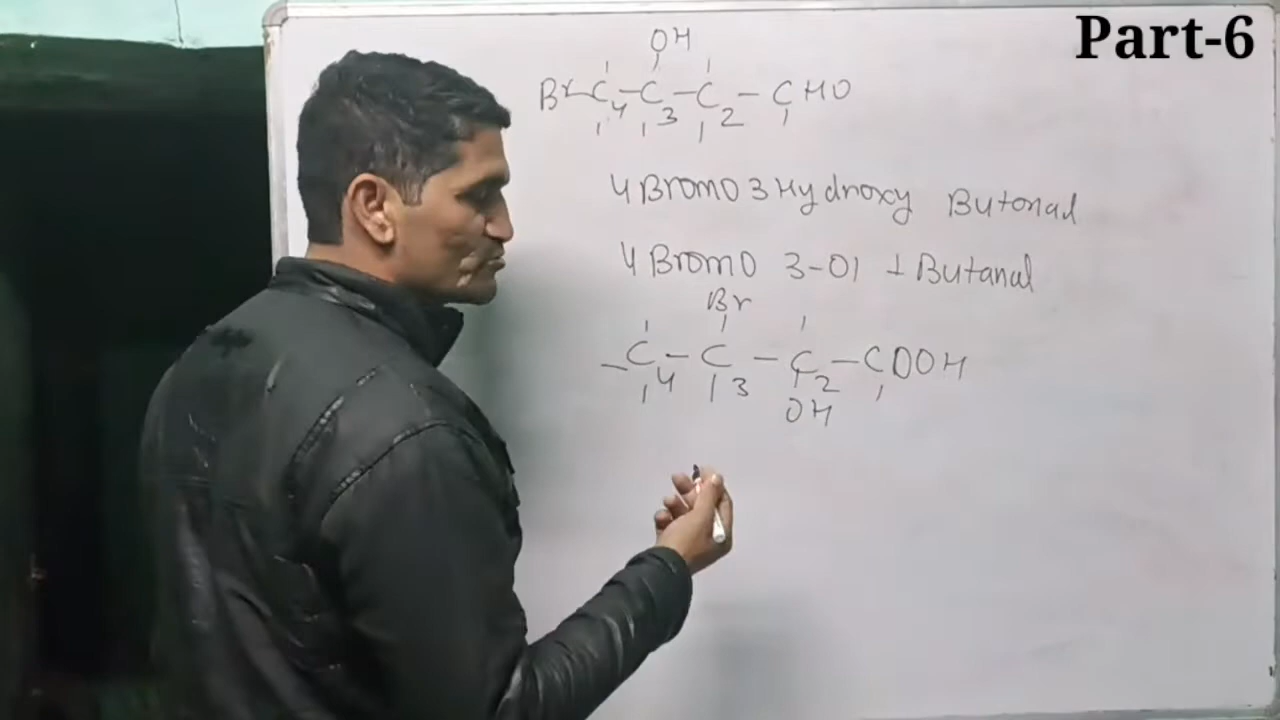 Part-6
OH
Br-C4-C3-C2-CHO
4 Bromo 3 Hydroxy Butanal
4 Bromo 3-ol 1 Butanal
Br
-C4-C3-C2-COOH
OH